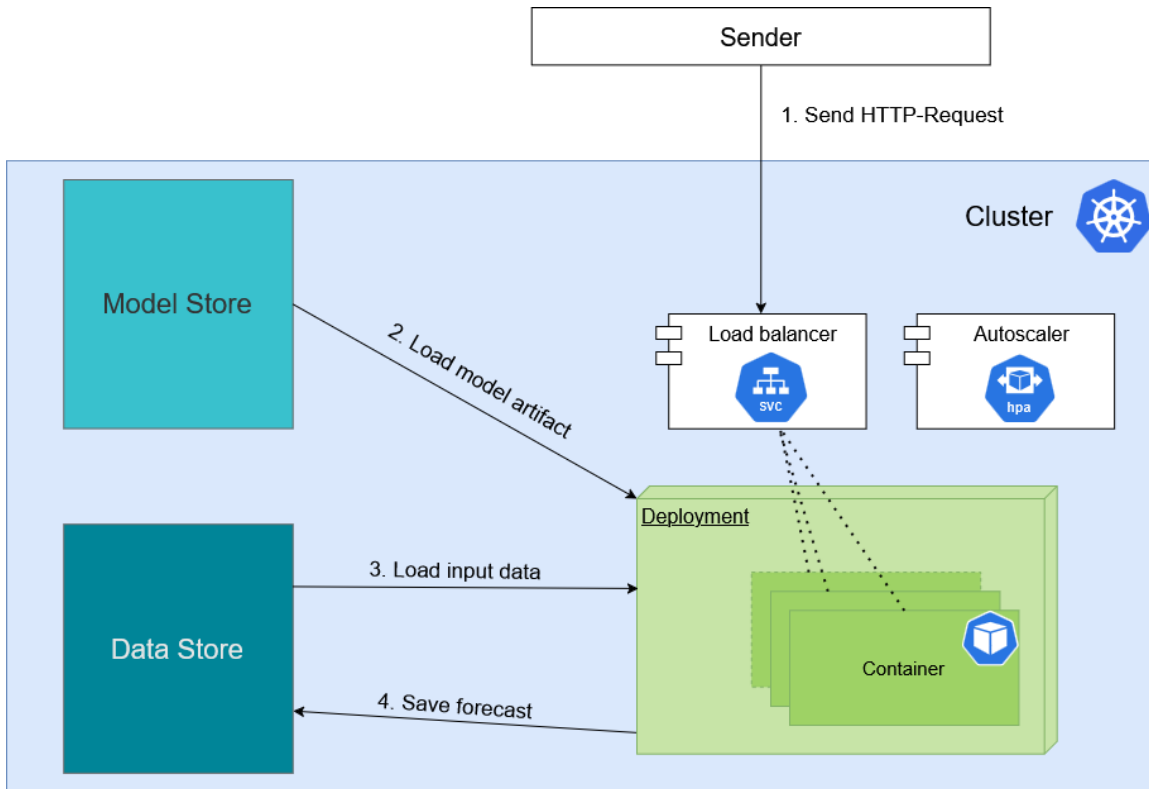 Sender
1. Send HTTP-Request
Cluster
Model Store
2. Load model artifact
Load balancer
svc
Autoscaler
hpa
Deployment
3. Load input data
Data Store
Container
4. Save forecast